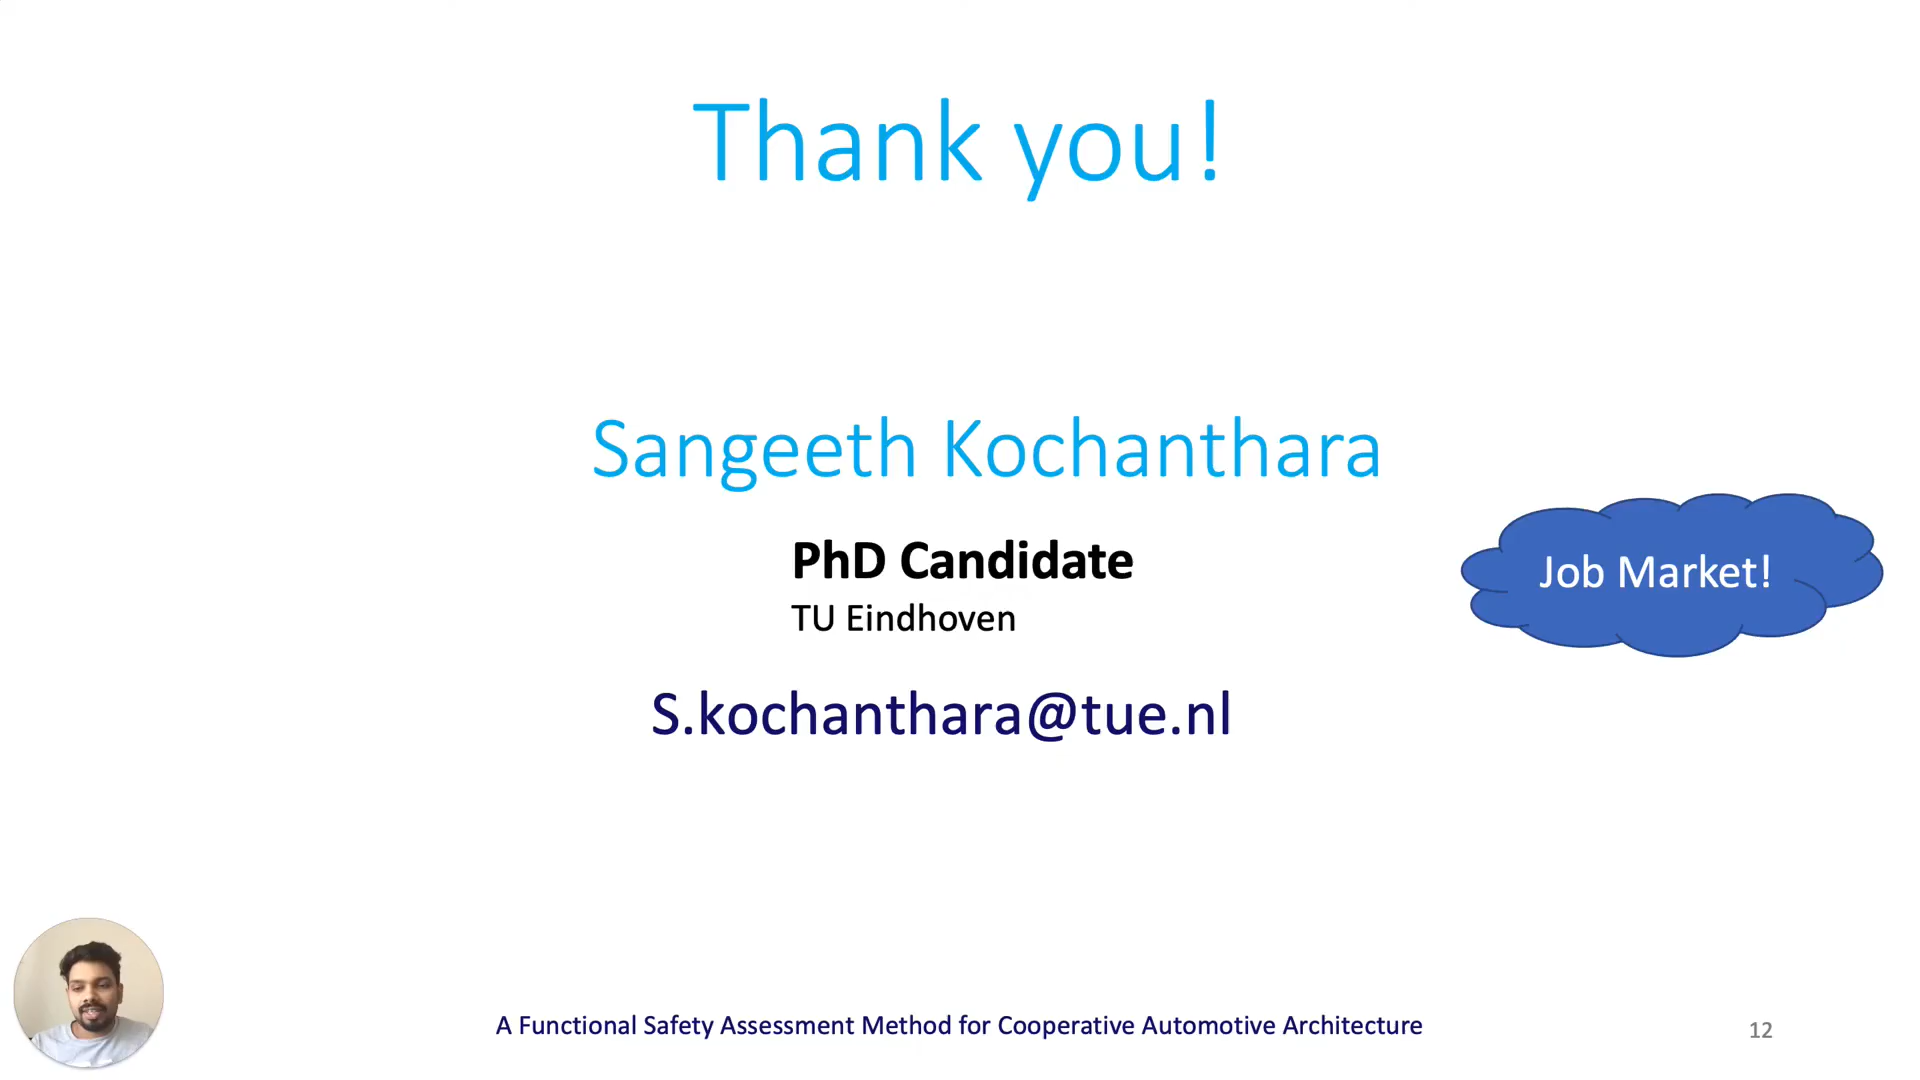 Thank you!
Sangeeth Kochanthara
PhD Candidate
TU Eindhoven
Job Market!
S.kochanthara@tue.nl
A Functional Safety Assessment Method for Cooperative Automotive Architecture
12